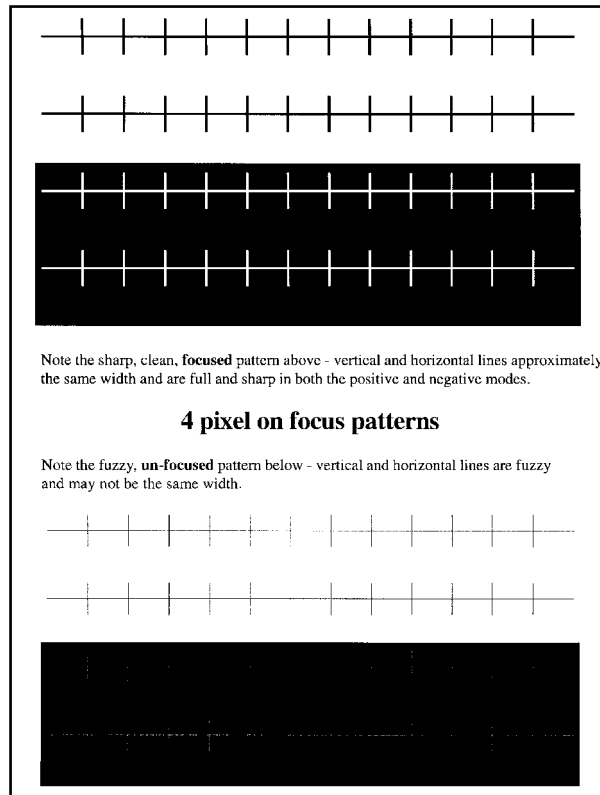 Note the sharp, clean, focused pattern above - vertical and horizontal lines approximately
the same width and are full and sharp in both the positive and negative modes.
4 pixel on focus patterns
Note the fuzzy, un-focused pattern below - vertical and horizontal lines are fuzzy
and may not be the same width.